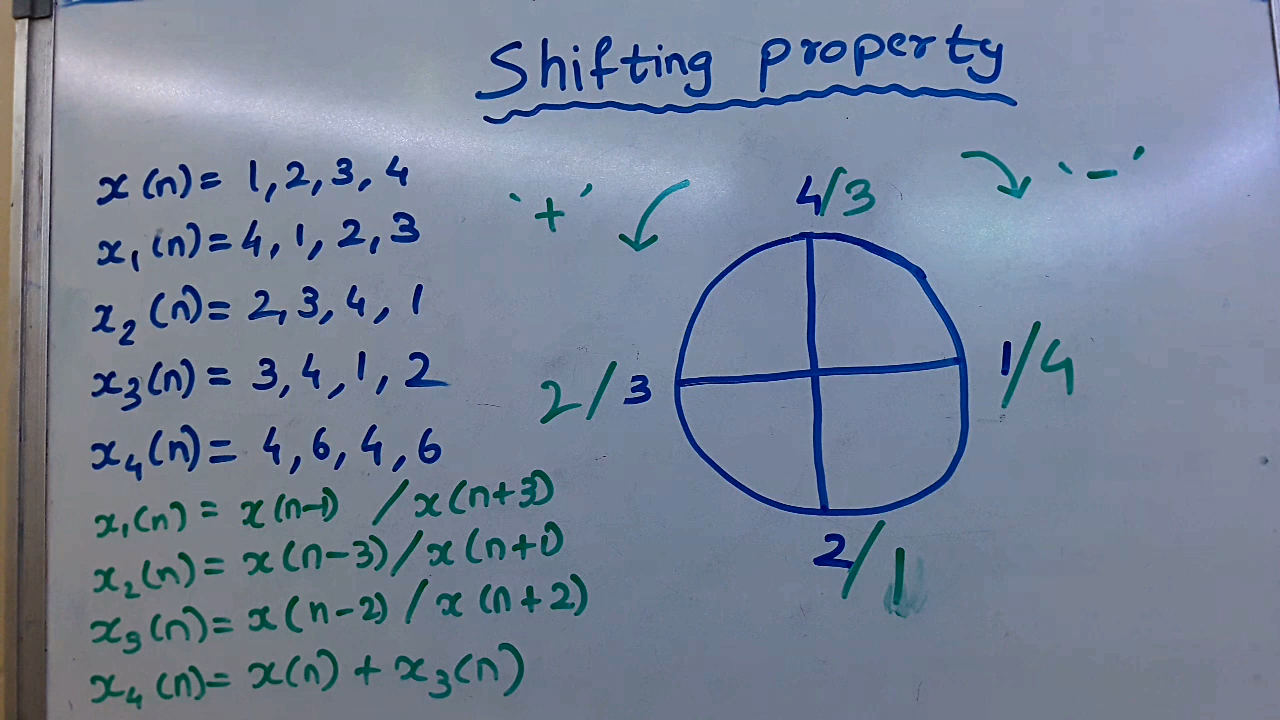 Shifting property
x(n) = 1, 2, 3, 4
x₁(n) = 4, 1, 2, 3
x₂(n) = 2, 3, 4, 1
x₃(n) = 3, 4, 1, 2
x₄(n) = 4, 6, 4, 6
x₁(n) = x(n-1) / x(n+3)
x₂(n) = x(n-3) / x(n+1)
x₃(n) = x(n-2) / x(n+2)
x₄(n) = x(n) + x₃(n)
'+'
4/3
'-'
2/3
1/4
2/1